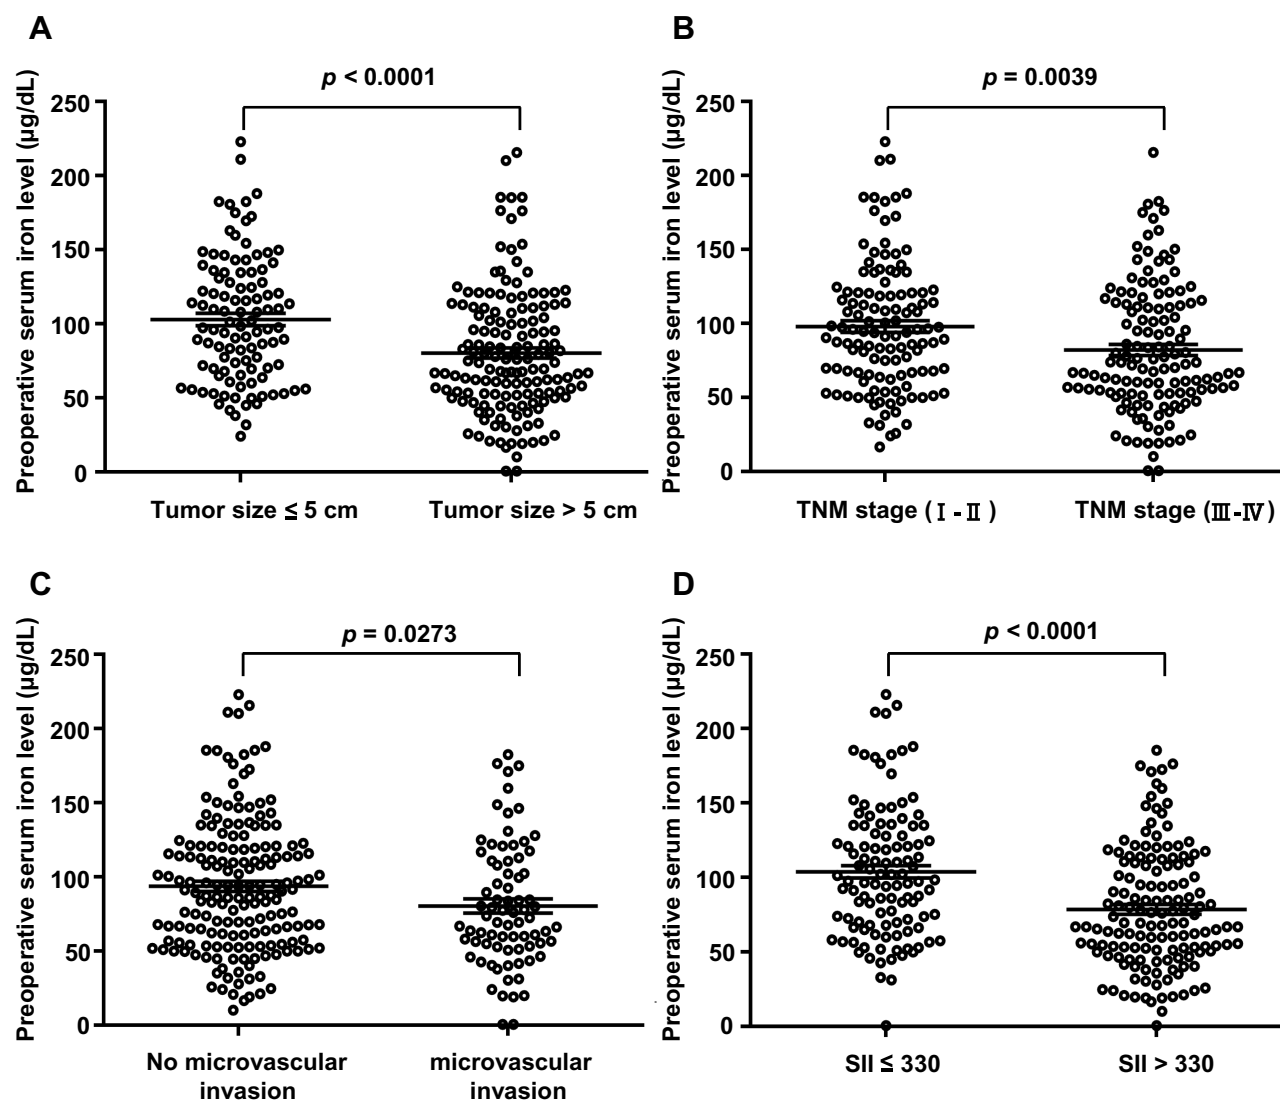 A
B
p < 0.0001
p = 0.0039
Preoperative serum iron level (μg/dL)
250
200
150
100
50
0
Tumor size ≤ 5 cm
Tumor size > 5 cm
Preoperative serum iron level (μg/dL)
250
200
150
100
50
0
TNM stage (Ⅰ-Ⅱ)
TNM stage (Ⅲ-Ⅳ)
C
D
p = 0.0273
p < 0.0001
Preoperative serum iron level (μg/dL)
250
200
150
100
50
0
No microvascular
invasion
microvascular
invasion
Preoperative serum iron level (μg/dL)
250
200
150
100
50
0
SII ≤ 330
SII > 330